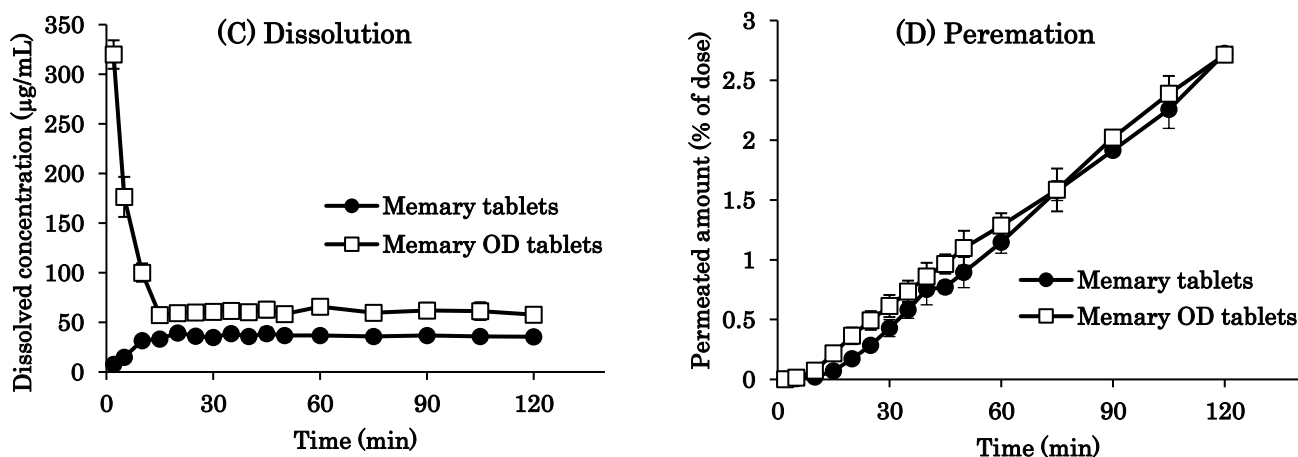 (C) Dissolution
Dissolved concentration (µg/mL)
350
300
250
200
150
100
50
0
0 30 60 90 120
Time (min)
Memary tablets
Memary OD tablets
(D) Peremation
Permeated amount (% of dose)
3
2.5
2
1.5
1
0.5
0
0 30 60 90 120
Time (min)
Memary tablets
Memary OD tablets